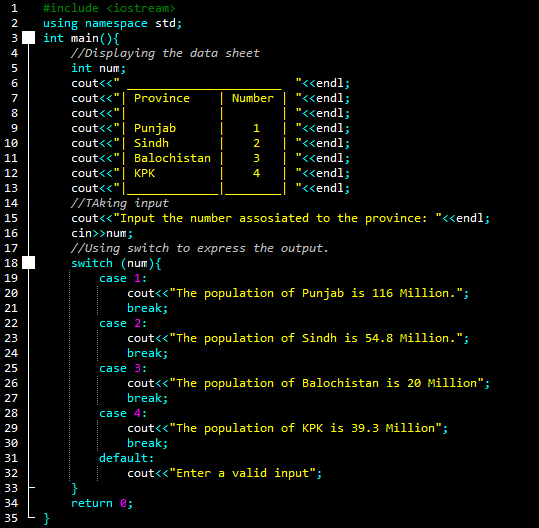 1 #include <iostream>
2 using namespace std;
3 int main(){
4     //Displaying the data sheet
5     int num;
6     cout<<" ______________________  "<<endl;
7     cout<<"| Province    | Number | "<<endl;
8     cout<<"|             |        | "<<endl;
9     cout<<"| Punjab      |    1   | "<<endl;
10     cout<<"| Sindh       |    2   | "<<endl;
11     cout<<"| Balochistan |    3   | "<<endl;
12     cout<<"| KPK         |    4   | "<<endl;
13     cout<<"|_____________|________| "<<endl;
14     //TAking input
15     cout<<"Input the number assosiated to the province: "<<endl;
16     cin>>num;
17     //Using switch to express the output.
18     switch (num){
19         case 1:
20             cout<<"The population of Punjab is 116 Million.";
21             break;
22         case 2:
23             cout<<"The population of Sindh is 54.8 Million.";
24             break;
25         case 3:
26             cout<<"The population of Balochistan is 20 Million";
27             break;
28         case 4:
29             cout<<"The population of KPK is 39.3 Million";
30             break;
31         default:
32             cout<<"Enter a valid input";
33     }
34     return 0;
35 }